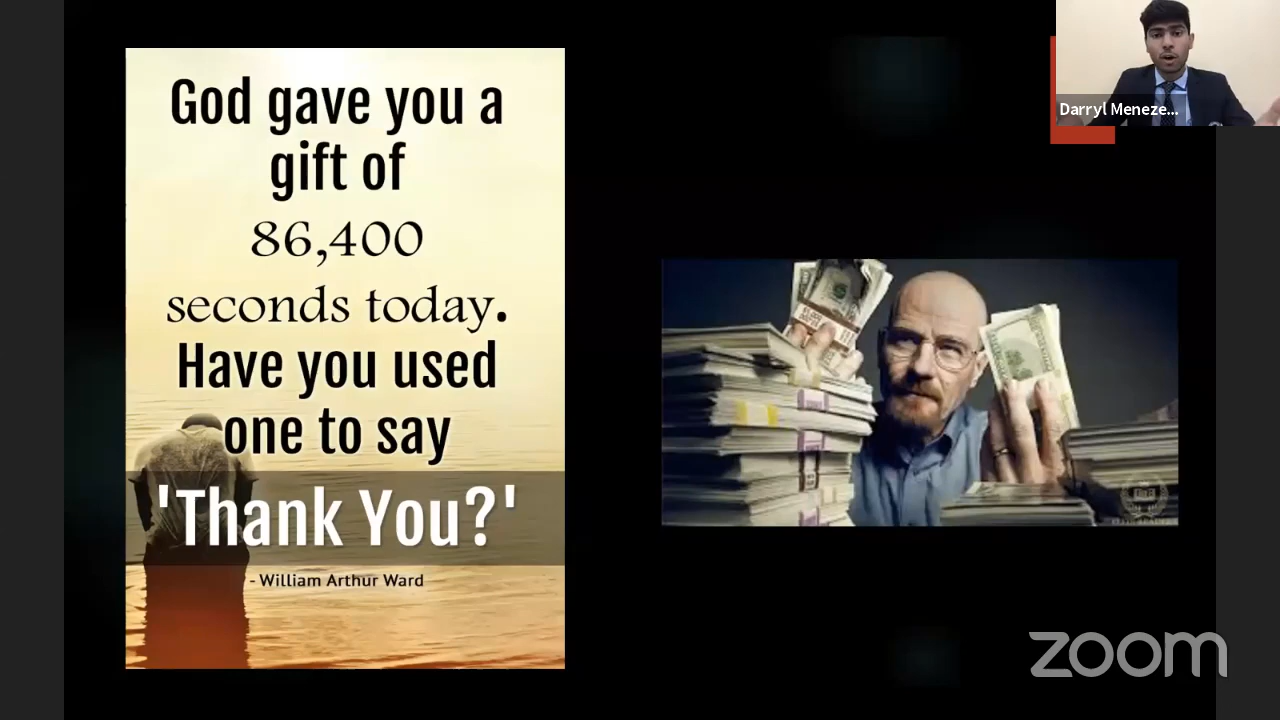 God gave you a
gift of
86,400
seconds today.
Have you used
one to say
'Thank You?'
- William Arthur Ward
Darryl Meneze...
zoom